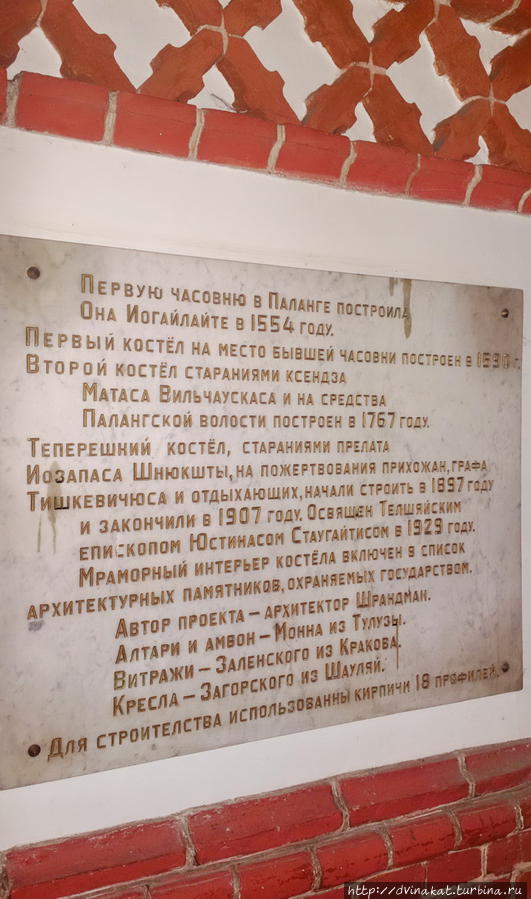 Первую часовню в Паланге построила
Она Иогайлайте в 1554 году.
Первый костёл на место бывшей часовни построен в 1590 г.
Второй костёл стараниями ксендза
Матаса Вильчаускаса и на средства
Палангской волости построен в 1767 году.
Теперешний костёл, стараниями прелата
Иозапаса Шнюкшты, на пожертвования прихожан, графа
Тишкевичюса и отдыхающих, начали строить в 1897 году
и закончили в 1907 году. Освящен Телшяйским
епископом Юстинасом Стаугайтисом в 1929 году.
Мраморный интерьер костёла включен в список
архитектурных памятников, охраняемых государством.
Автор проекта – архитектор Шрандман.
Алтари и амвон – Монна из Тулузы.
Витражи – Заленского из Кракова.
Кресла – Загорского из Шауляй.
Для строителства использованны кирпичи 18 профилей.
http://dvinakat.turbina.ru